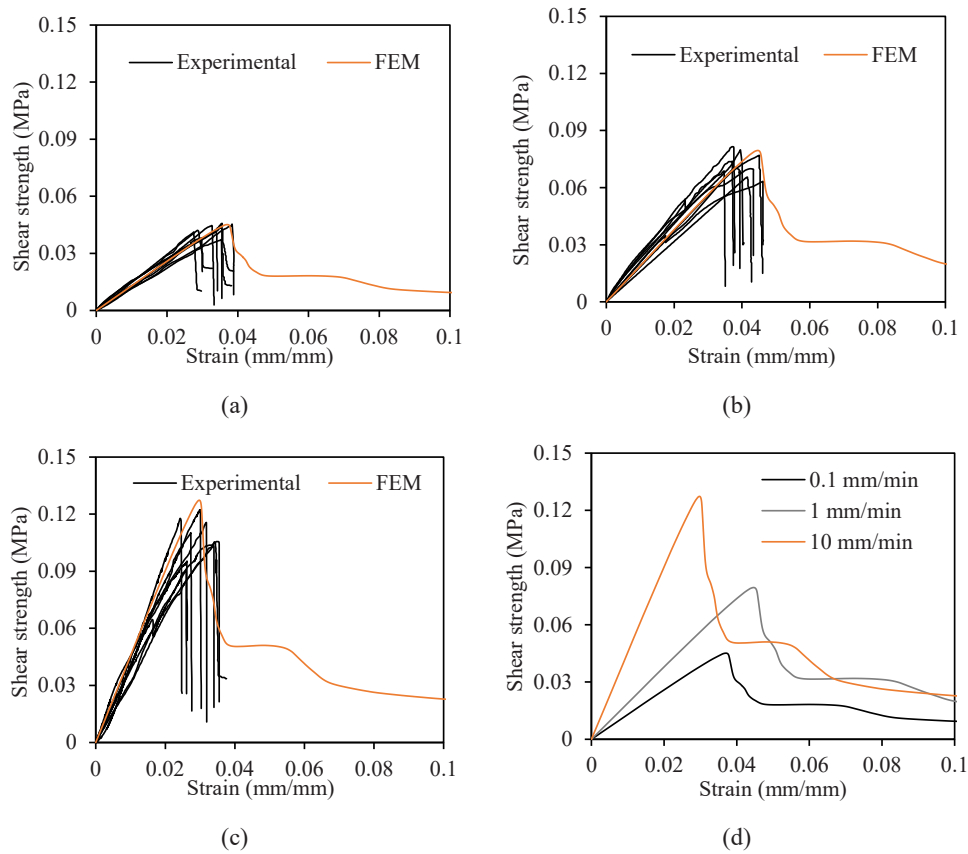 0.15
0.12
0.09
0.06
0.03
0
Shear strength (MPa)
Experimental FEM
0 0.02 0.04 0.06 0.08 0.1
Strain (mm/mm)
(a)
0.15
0.12
0.09
0.06
0.03
0
Shear strength (MPa)
Experimental FEM
0 0.02 0.04 0.06 0.08 0.1
Strain (mm/mm)
(b)
0.15
0.12
0.09
0.06
0.03
0
Shear strength (MPa)
Experimental FEM
0 0.02 0.04 0.06 0.08 0.1
Strain (mm/mm)
(c)
0.15
0.12
0.09
0.06
0.03
0
Shear strength (MPa)
0.1 mm/min
1 mm/min
10 mm/min
0 0.02 0.04 0.06 0.08 0.1
Strain (mm/mm)
(d)